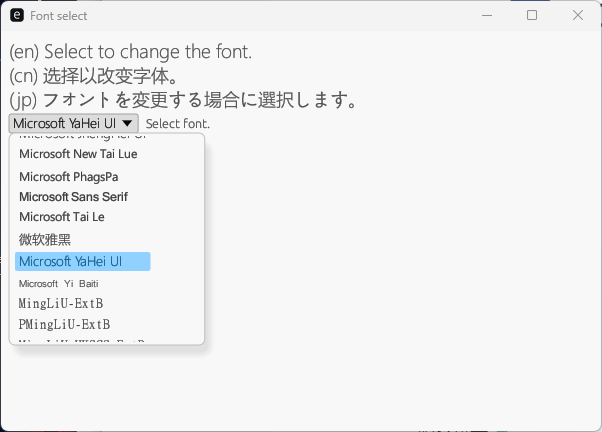 e Font select
(en) Select to change the font.
(cn) 选择以改变字体。
(jp) フォントを変更する場合に選択します。
Microsoft YaHei UI ▼ Select font.
Microsoft JhengHei UI
Microsoft New Tai Lue
Microsoft PhagsPa
Microsoft Sans Serif
Microsoft Tai Le
微软雅黑
Microsoft YaHei UI
Microsoft Yi Baiti
MingLiU-ExtB
PMingLiU-ExtB